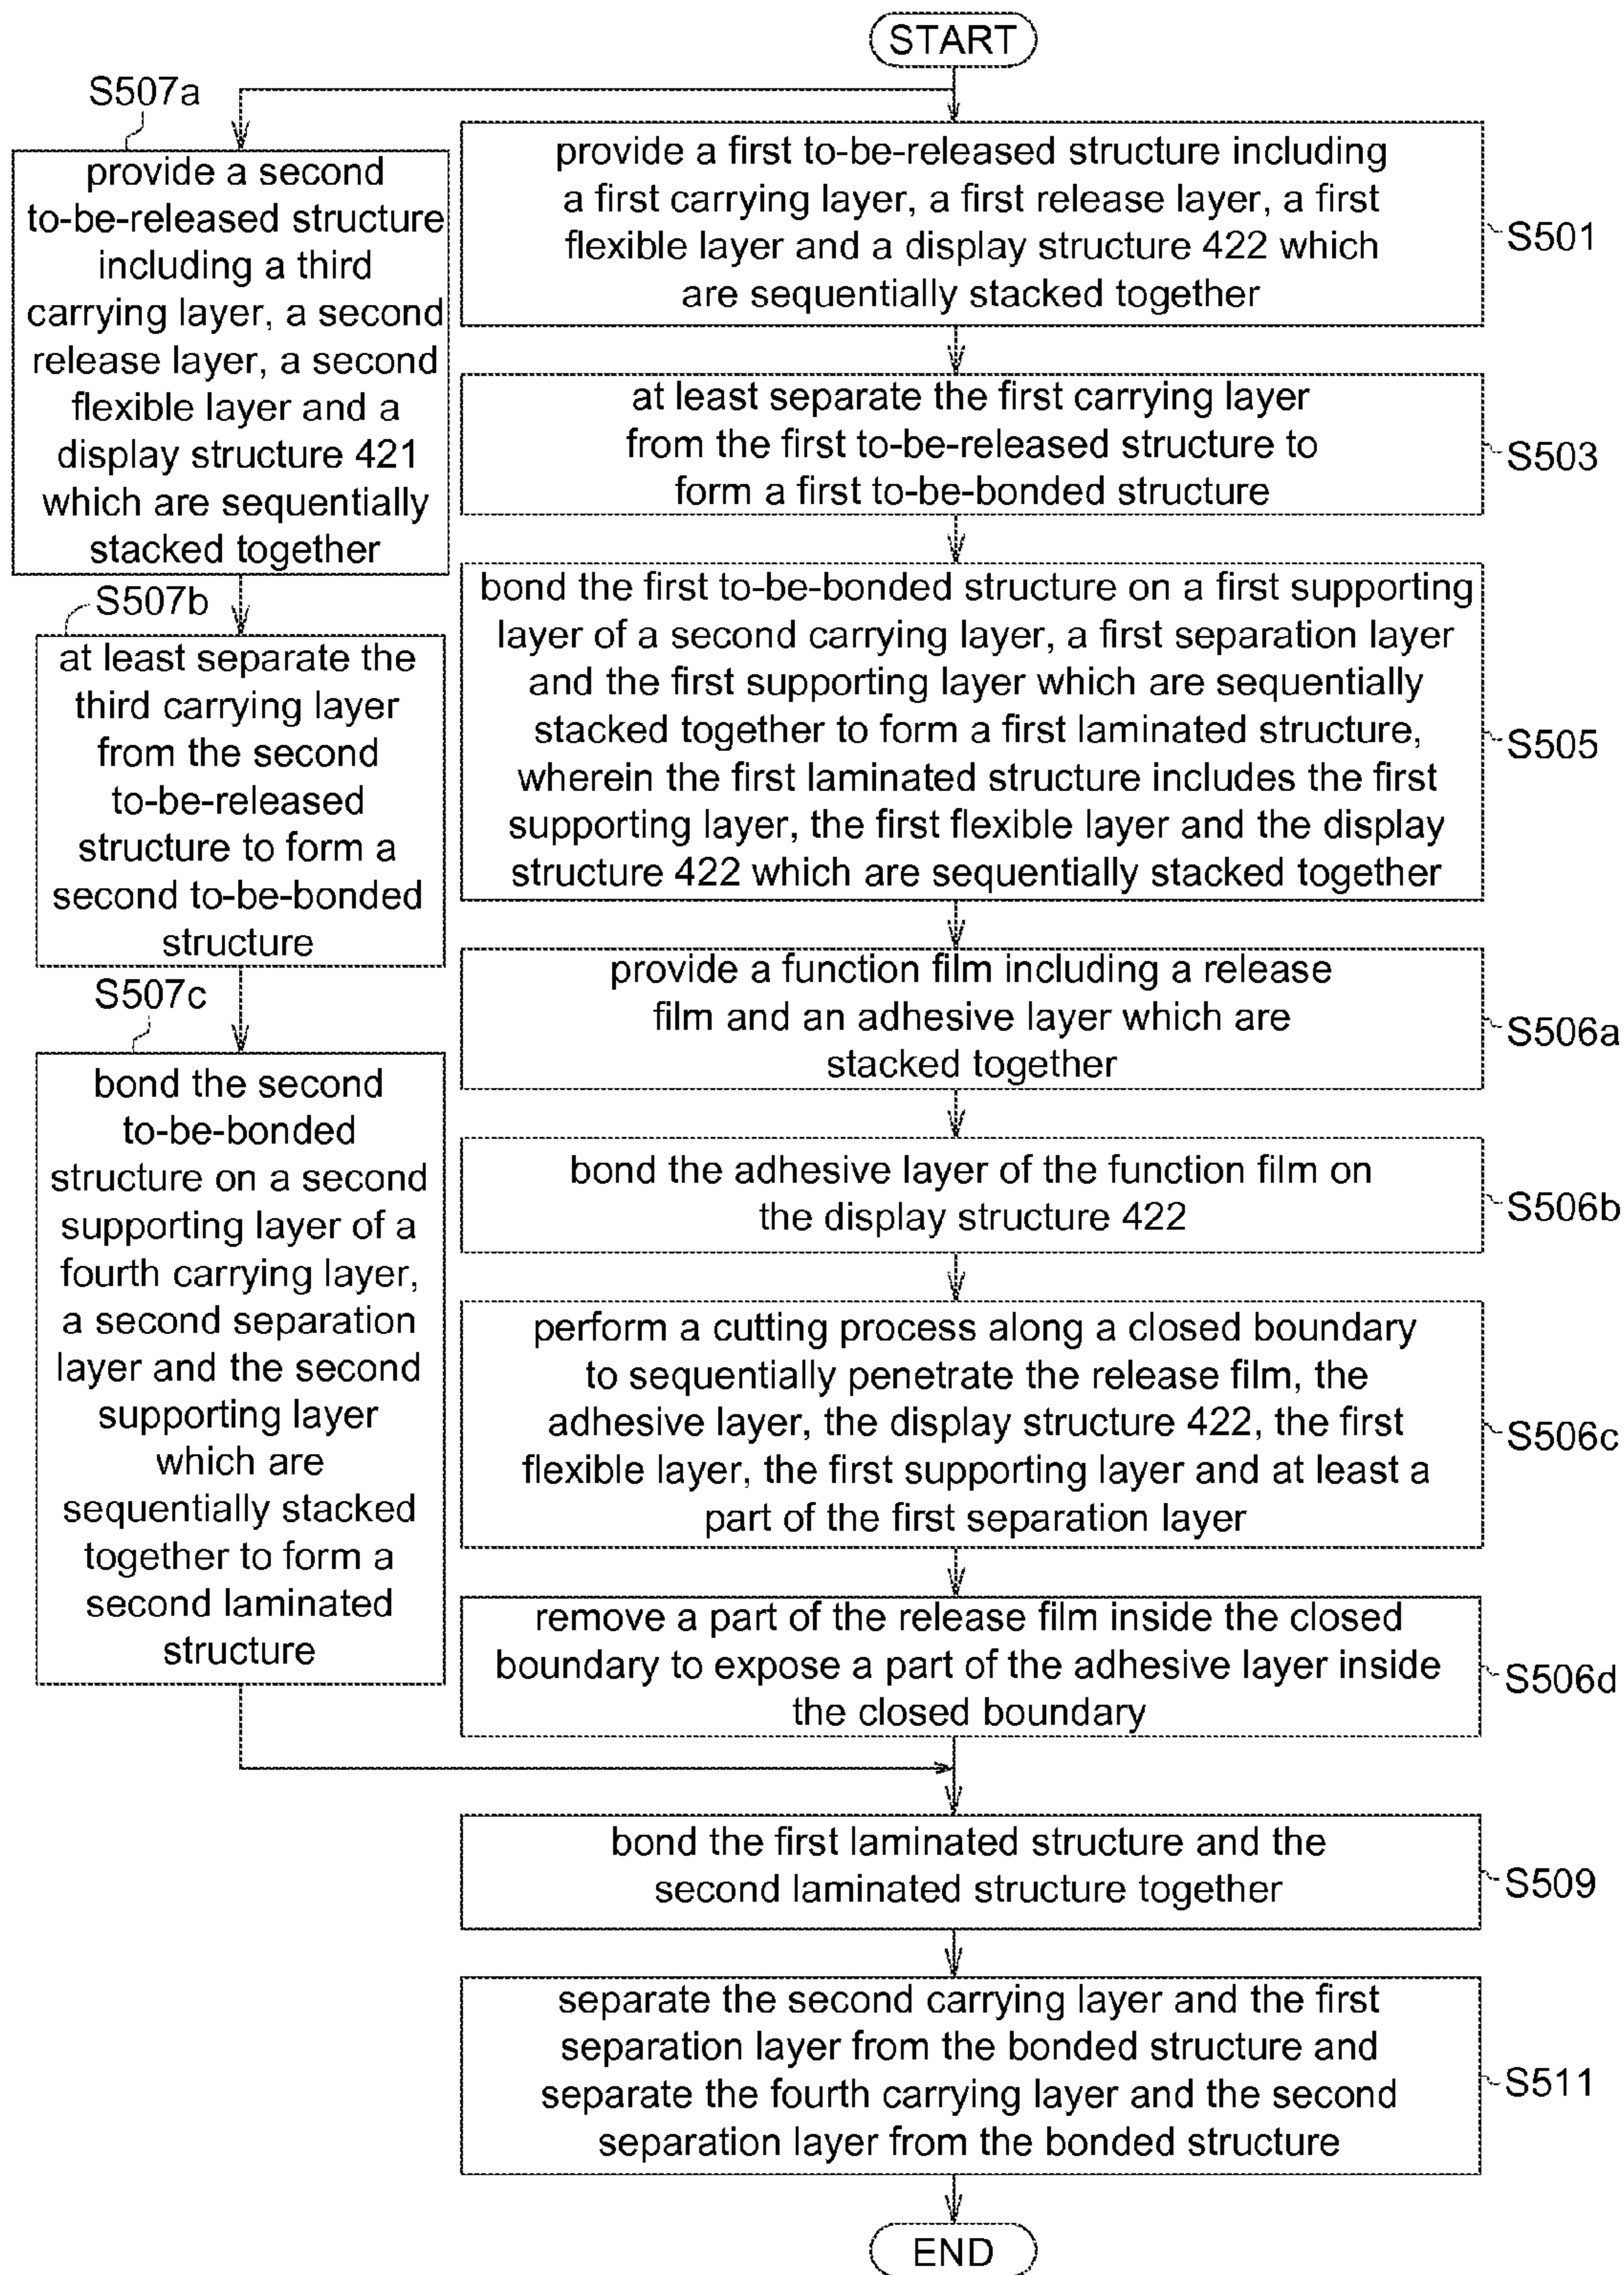 START
S507a
provide a second
to-be-released structure
including a third
carrying layer, a second
release layer, a second
flexible layer and a
display structure 421
which are sequentially
stacked together
S507b
at least separate the
third carrying layer
from the second
to-be-released
structure to form a
second to-be-bonded
structure
S507c
bond the second
to-be-bonded
structure on a second
supporting layer of a
fourth carrying layer,
a second separation
layer and the second
supporting layer
which are
sequentially stacked
together to form a
second laminated
structure
provide a first to-be-released structure including
a first carrying layer, a first release layer, a first
flexible layer and a display structure 422 which
are sequentially stacked together
S501
at least separate the first carrying layer
from the first to-be-released structure to
form a first to-be-bonded structure
S503
bond the first to-be-bonded structure on a first supporting
layer of a second carrying layer, a first separation layer
and the first supporting layer which are sequentially
stacked together to form a first laminated structure,
wherein the first laminated structure includes the first
supporting layer, the first flexible layer and the display
structure 422 which are sequentially stacked together
S505
provide a function film including a release
film and an adhesive layer which are
stacked together
S506a
bond the adhesive layer of the function film on
the display structure 422
S506b
perform a cutting process along a closed boundary
to sequentially penetrate the release film, the
adhesive layer, the display structure 422, the first
flexible layer, the first supporting layer and at least a
part of the first separation layer
S506c
remove a part of the release film inside the closed
boundary to expose a part of the adhesive layer inside
the closed boundary
S506d
bond the first laminated structure and the
second laminated structure together
S509
separate the second carrying layer and the first
separation layer from the bonded structure and
separate the fourth carrying layer and the second
separation layer from the bonded structure
S511
END